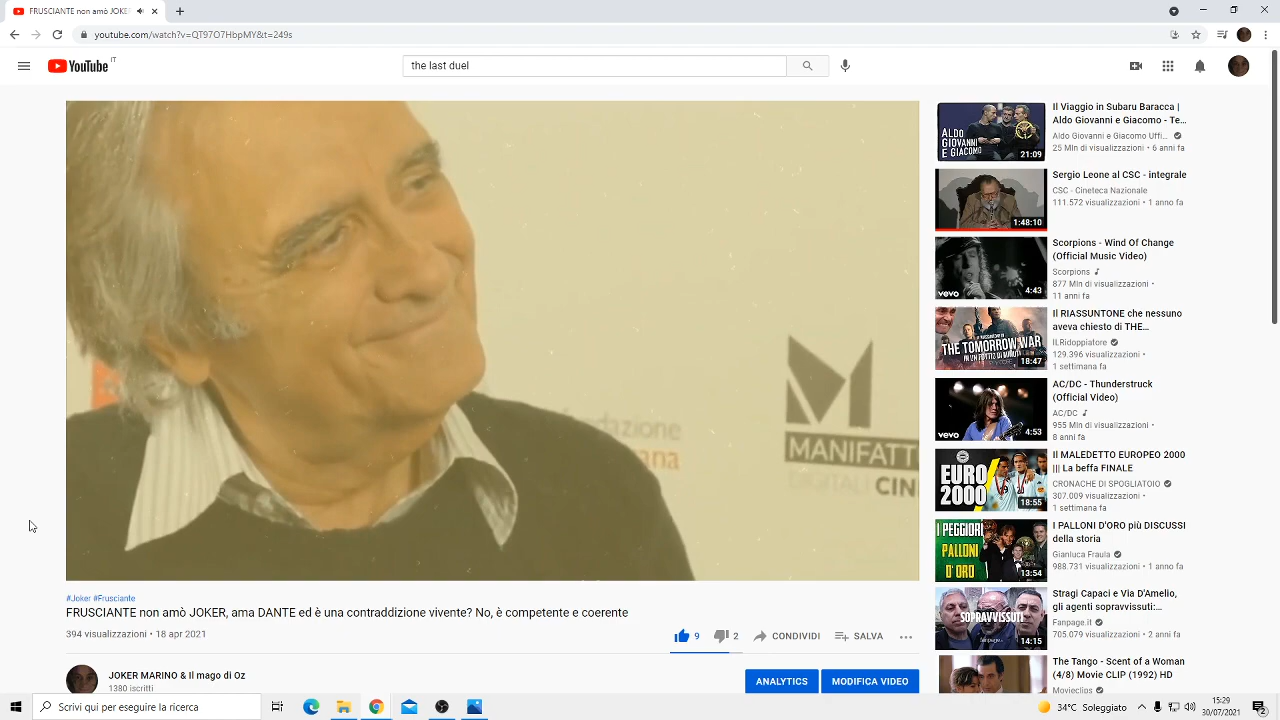 FRUSCIANTE non amò JOKER
youtube.com/watch?v=QT97O7HbpMY&t=249s
YouTube IT
the last duel
fondazione
MANIFATT
DIGITALI CIN
#Joker #Frusciante
FRUSCIANTE non amò JOKER, ama DANTE ed è una contraddizione vivente? No, è competente e coerente
394 visualizzazioni • 18 apr 2021
9
2
CONDIVIDI
SALVA
JOKER MARINO & Il mago di Oz
1380 iscritti
ANALYTICS
MODIFICA VIDEO
ALDO
GIOVANNI
E GIACOMO
21:09
Il Viaggio in Subaru Baracca |
Aldo Giovanni e Giacomo - Te...
Aldo Giovanni e Giacomo Uffi...
25 Mln di visualizzazioni • 6 anni fa
1:48:10
Sergio Leone al CSC - integrale
CSC - Cineteca Nazionale
111.572 visualizzazioni • 1 anno fa
vevo
4:43
Scorpions - Wind Of Change
(Official Music Video)
Scorpions
877 Mln di visualizzazioni •
11 anni fa
THE TOMORROW WAR
18:47
Il RIASSUNTONE che nessuno
aveva chiesto di THE...
ILRidoppiatore
129.396 visualizzazioni •
1 settimana fa
vevo
4:53
AC/DC - Thunderstruck
(Official Video)
AC/DC
955 Mln di visualizzazioni •
8 anni fa
EURO
2000
18:55
Il MALEDETTO EUROPEO 2000
||| La beffa FINALE
CRONACHE DI SPOGLIATOIO
307.009 visualizzazioni •
1 settimana fa
I PEGGIORI
PALLONI
D'ORO
13:54
I PALLONI D'ORO più DISCUSSI
della storia
Gianluca Fraula
988.731 visualizzazioni • 1 anno fa
SOPRAVVISSUTI
fanpage
14:15
Stragi Capaci e Via D'Amelio,
gli agenti sopravvissuti:...
Fanpage.it
705.079 visualizzazioni • 2 anni fa
The Tango - Scent of a Woman
(4/8) Movie CLIP (1992) HD
Movieclips
Scrivi qui per eseguire la ricerca
34°C Soleggiato
15:29
30/07/2021
2